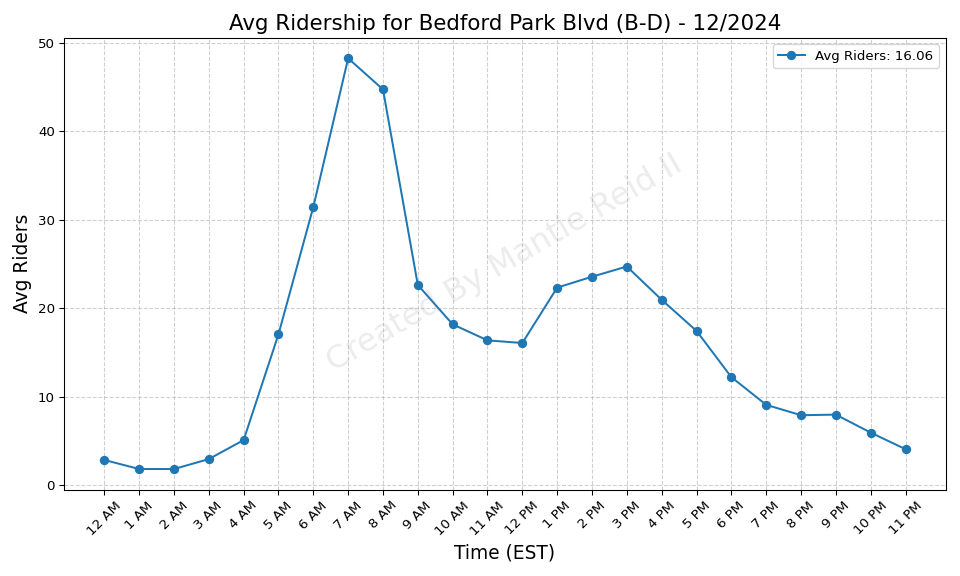 Avg Ridership for Bedford Park Blvd (B-D) - 12/2024
Avg Riders: 16.06
50
40
30
20
10
0
Avg Riders
Created By Mantle Reid II
12 AM
1 AM
2 AM
3 AM
4 AM
5 AM
6 AM
7 AM
8 AM
9 AM
10 AM
11 AM
12 PM
1 PM
2 PM
3 PM
4 PM
5 PM
6 PM
7 PM
8 PM
9 PM
10 PM
11 PM
Time (EST)